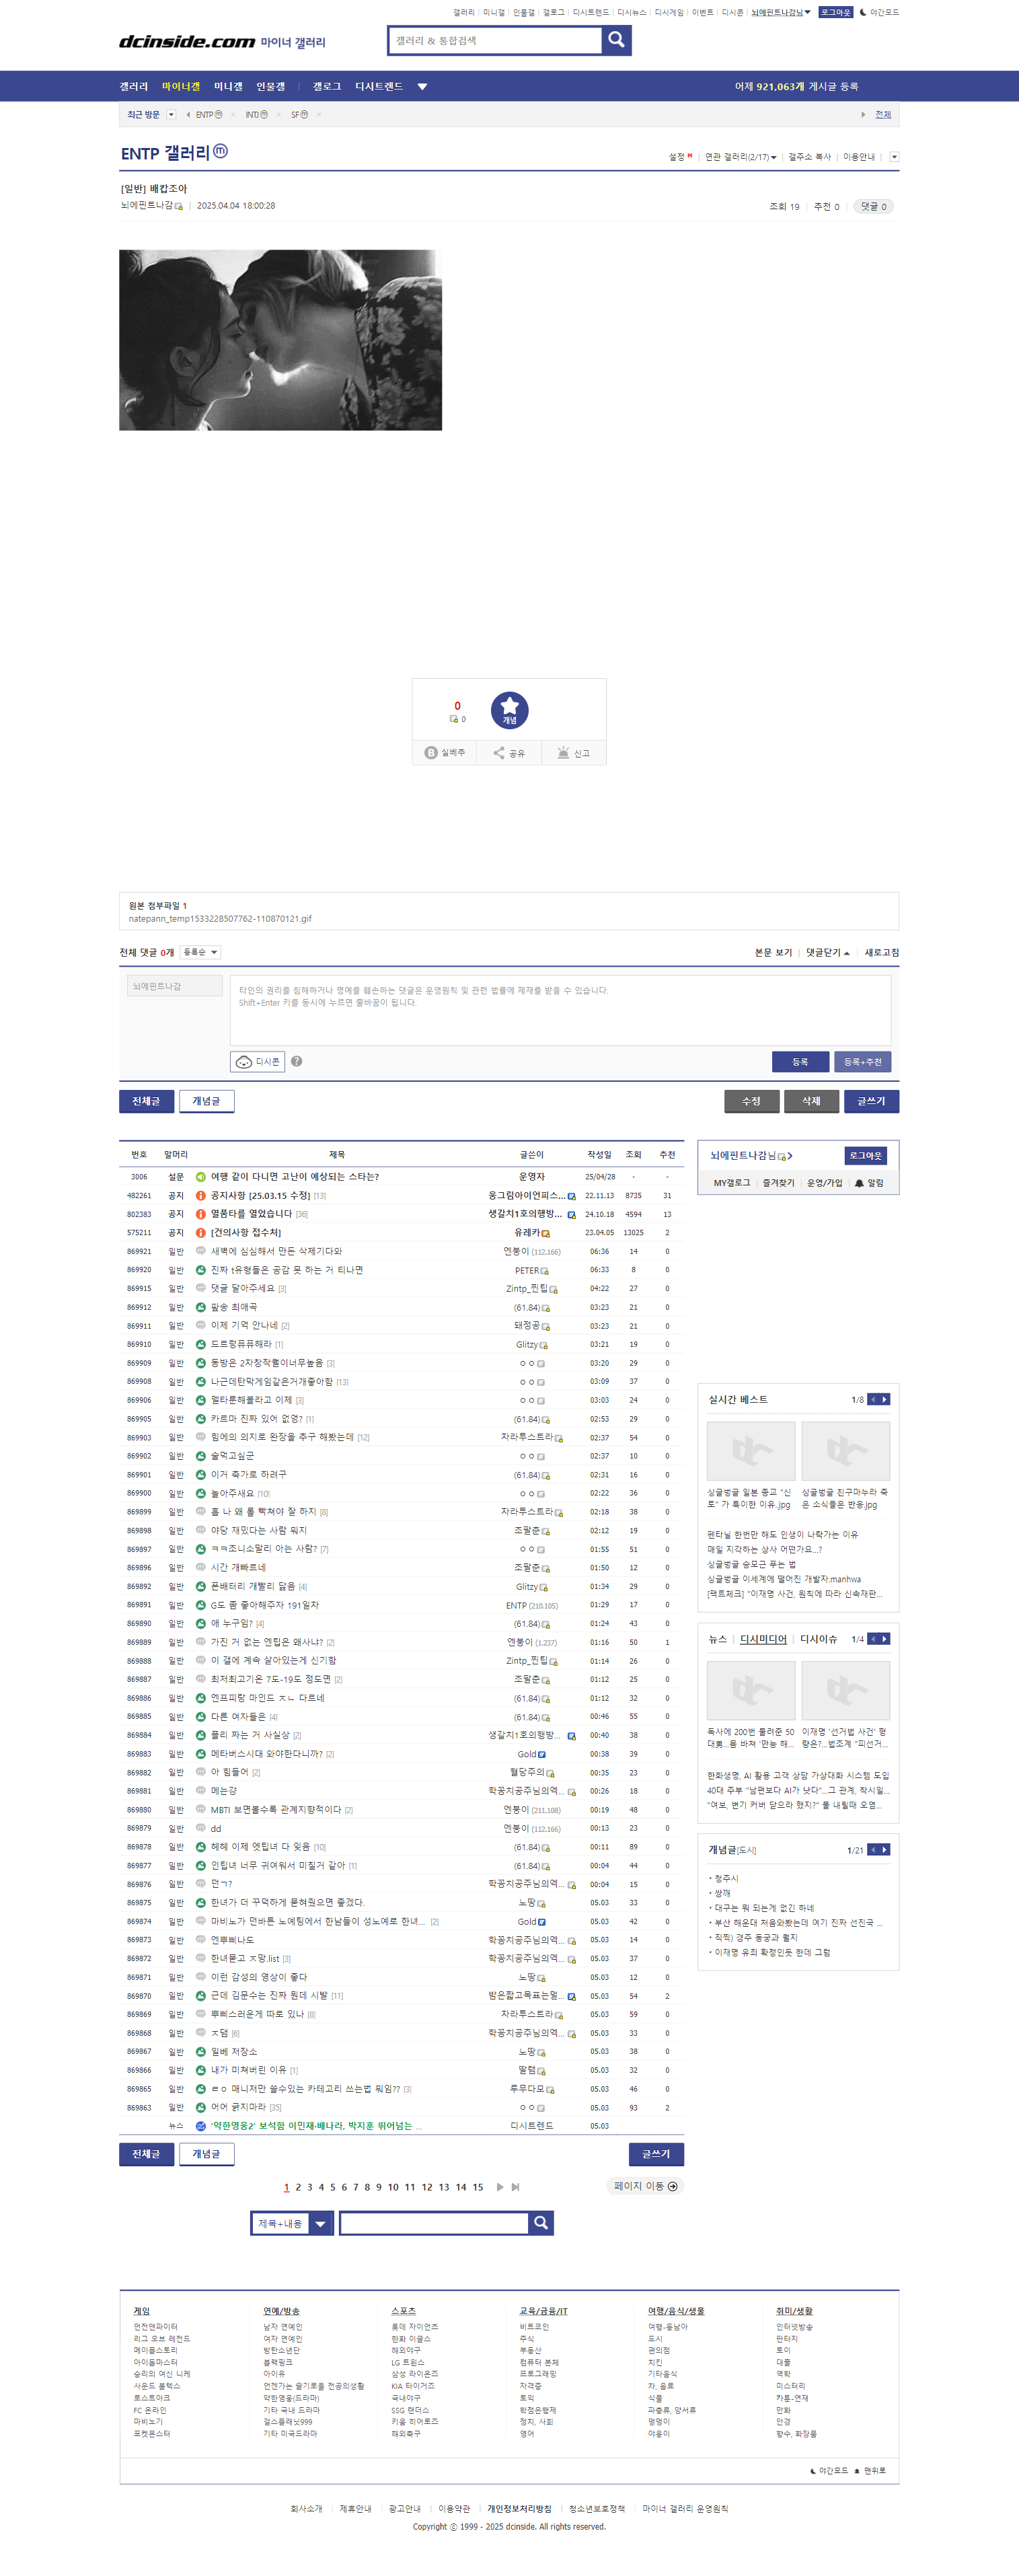 갤러리 미니갤 인물갤 갤로그 디시트렌드 디시뉴스 디시게임 이벤트 디시콘 뇌에핀트나감님 로그아웃 야간모드
dcinside.com 마이너 갤러리
갤러리 & 통합검색
갤러리 마이너갤 미니갤 인물갤 갤로그 디시트렌드
어제 921,063개 게시글 등록
최근 방문 ENTP ⓜ × INTJ ⓜ × SF ⓜ × 전체
ENTP 갤러리 ⓜ
설정 연관 갤러리(2/17) 갤주소 복사 이용안내
[일반] 배캅조아
뇌에핀트나감 2025.04.04 18:00:28
조회 19 추천 0 댓글 0
0
0
개념
실베추 공유 신고
원본 첨부파일 1
natepann_temp1533228507762-110870121.gif
전체 댓글 0개 등록순
본문 보기 댓글닫기 새로고침
뇌에핀트나감
타인의 권리를 침해하거나 명예를 훼손하는 댓글은 운영원칙 및 관련 법률에 제재를 받을 수 있습니다.
Shift+Enter 키를 동시에 누르면 줄바꿈이 됩니다.
디시콘 ?
등록 등록+추천
전체글 개념글
수정 삭제 글쓰기
번호 말머리 제목 글쓴이 작성일 조회 추천
3006 설문 여행 같이 다니면 고난이 예상되는 스타는? 운영자 25/04/28 - -
482261 공지 공지사항 [25.03.15 수정] [13] 웅그림아이언피스... 22.11.13 8735 31
802383 공지 열품타를 열었습니다 [36] 생갈치1호의행방... 24.10.18 4594 13
575211 공지 [건의사항 접수처] 유레카 23.04.05 13025 2
869921 일반 새벽에 심심해서 만든 삭제기다와 엔붕이 (112.166) 06:36 14 0
869920 일반 진짜 t유형들은 공감 못 하는 거 티나면 PETER 06:33 8 0
869915 일반 댓글 달아주세요 [3] Zintp_찐팁 04:22 27 0
869912 일반 팝송 최애곡 (61.84) 03:23 21 0
869911 일반 이제 기억 안나네 [2] 돼정공 03:23 21 0
869910 일반 드르렁퓨퓨해라 [1] Glitzy 03:21 19 0
869909 일반 동방은 2차창작퀄이너무높음 [3] ㅇㅇ 03:20 29 0
869908 일반 나근데탄막게임같은거개좋아함 [13] ㅇㅇ 03:09 37 0
869906 일반 델타룬해볼라고 이제 [3] ㅇㅇ 03:03 24 0
869905 일반 카르마 진짜 있어 없엉? [1] (61.84) 02:53 29 0
869903 일반 힘에의 의지로 완장을 추구 해봤는데 [12] 차라투스트라 02:37 54 0
869902 일반 술먹고싶군 ㅇㅇ 02:37 10 0
869901 일반 이거 죽가로 하려구 (61.84) 02:31 16 0
869900 일반 놀아주새요 [10] ㅇㅇ 02:22 36 0
869899 일반 흠 나 왜 롤 빡쳐야 잘 하지 [8] 차라투스트라 02:18 38 0
869898 일반 야당 재밌다는 사람 뭐지 조팔준 02:12 19 0
869897 일반 ㅋㅋ조니소말리 아는 사람? [7] ㅇㅇ 01:55 51 0
869896 일반 시간 개빠르네 조팔준 01:50 12 0
869892 일반 폰배터리 개빨리 닳음 [4] Glitzy 01:34 29 0
869891 일반 G도 좀 좋아해주자 191일차 ENTP (210.105) 01:29 17 0
869890 일반 얘 누구임? [4] (61.84) 01:24 43 0
869889 일반 가진 거 없는 엔팁은 왜사냐? [2] 엔붕이 (1.237) 01:16 50 1
869888 일반 이 갤에 계속 살아있는게 신기함 Zintp_찐팁 01:14 26 0
869887 일반 최저최고기온 7도-19도 정도면 [2] 조팔준 01:12 25 0
869886 일반 엔프피랑 마인드 ㅈㄴ 다르네 (61.84) 01:12 32 0
869885 일반 다른 여자들은 [4] (61.84) 00:46 55 0
869884 일반 플리 짜는 거 사실상 [2] 생갈치1호의행방... 00:40 38 0
869883 일반 메타버스시대 와야한다니까? [2] Gold 00:38 39 0
869882 일반 아 힘들어 [2] 혈당주의 00:35 23 0
869881 일반 메는걍 학꽁치공주님의역... 00:26 18 0
869880 일반 MBTI 보면볼수록 관계지향적이다 [2] 엔붕이 (211.108) 00:19 48 0
869879 일반 dd 엔붕이 (112.166) 00:13 23 0
869878 일반 헤헤 이제 엣팁녀 다 잊음 [10] (61.84) 00:11 89 0
869877 일반 인팁녀 너무 귀여워서 미칠거 같아 [1] (61.84) 00:04 44 0
869876 일반 먼ㄱ? 학꽁치공주님의역... 00:04 15 0
869875 일반 한녀가 더 꾸덕하게 묻혀줬으면 좋겠다. 노땅 05.03 33 0
869874 일반 마비노가 먼바튼 노예팅에서 한남들이 성노예로 한녀... [2] Gold 05.03 42 0
869873 일반 엔뿌삐나도 학꽁치공주님의역... 05.03 14 0
869872 일반 한녀묻고 ㅈ망.list [3] 학꽁치공주님의역... 05.03 37 0
869871 일반 이런 감성의 영상이 좋다 노땅 05.03 12 0
869870 일반 근데 김문수는 진짜 뭔데 시발 [11] 밤은짧고목표는멀... 05.03 54 2
869869 일반 뿌삐스러운게 따로 있나 [8] 차라투스트라 05.03 59 0
869868 일반 ㅈ댐 [6] 학꽁치공주님의역... 05.03 33 0
869867 일반 일베 저장소 노땅 05.03 38 0
869866 일반 내가 미쳐버린 이유 [1] 딸램 05.03 32 0
869865 일반 ㄹㅇ 매니저만 쓸수있는 카테고리 쓰는법 뭐임?? [3] 루푸다모 05.03 46 0
869863 일반 어어 긁지마라 [35] ㅇㅇ 05.03 93 2
뉴스 '약한영웅2' 보석함 이민재·배나라, 박지훈 뛰어넘는 ... 디시트렌드 05.03
전체글 개념글 글쓰기
1 2 3 4 5 6 7 8 9 10 11 12 13 14 15
페이지 이동
제목+내용
뇌에핀트나감님 로그아웃
MY갤로그 즐겨찾기 운영/가입 알림
실시간 베스트 1/8
싱글벙글 일본 종교 "신토" 가 특이한 이유.jpg
싱글벙글 친구마누라 죽은 소식들은 반응.jpg
펜타닐 한번만 해도 인생이 나락가는 이유
매일 지각하는 상사 어떤가요...?
싱글벙글 승모근 푸는 법
싱글벙글 이세계에 떨어진 개발자.manhwa
[팩트체크] "이재명 사건, 원칙에 따라 신속재판...
뉴스 디시미디어 디시이슈 1/4
독사에 200번 물려준 50대男...몸 바쳐 '만능 해...
이재명 '선거법 사건' 형량은?...법조계 "피선거...
한화생명, AI 활용 고객 상담 가상대화 시스템 도입
40대 주부 "남편보다 AI가 낫다"...그 관계, 착시일...
"여보, 변기 커버 닫으라 했지?" 물 내릴때 오염...
개념글[도시] 1/21
청주시
쌍깨
대구는 뭐 되는게 없긴 하네
부산 해운대 처음와봤는데 여기 진짜 선진국 ...
직찍) 경주 동궁과 월지
이재명 유죄 확정인듯 한데 그럼
게임 연예/방송 스포츠 교육/금융/IT 여행/음식/생물 취미/생활
던전앤파이터 남자 연예인 롯데 자이언츠 비트코인 여행-동남아 인터넷방송
리그 오브 레전드 여자 연예인 한화 이글스 주식 도시 판타지
메이플스토리 방탄소년단 해외야구 부동산 편의점 토이
아이돌마스터 블랙핑크 LG 트윈스 컴퓨터 본체 치킨 대출
승리의 여신 니케 아이유 삼성 라이온즈 프로그래밍 기타음식 역학
사운드 볼텍스 언젠가는 슬기로울 전공의생활 KIA 타이거즈 자격증 차, 음료 미스터리
로스트아크 약한영웅(드라마) 국내야구 토익 식물 카툰-연재
FC 온라인 기타 국내 드라마 SSG 랜더스 학점은행제 파충류, 양서류 만화
마비노기 걸스플래닛999 키움 히어로즈 정치, 사회 멍멍이 안경
포켓몬스터 기타 미국드라마 해외축구 영어 야옹이 향수, 화장품
야간모드 맨위로
회사소개 제휴안내 광고안내 이용약관 개인정보처리방침 청소년보호정책 마이너 갤러리 운영원칙
Copyright ⓒ 1999 - 2025 dcinside. All rights reserved.